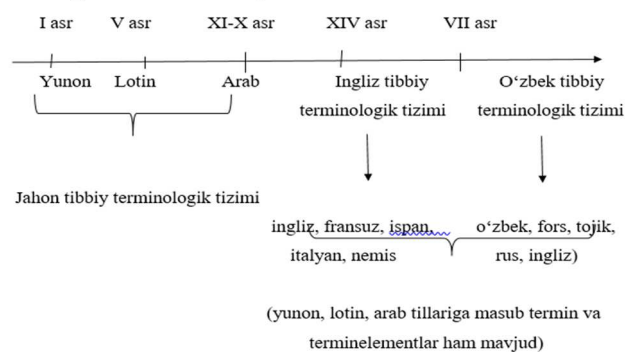 I asr V asr XI-X asr XIV asr VII asr
Yunon Lotin Arab Ingliz tibbiy O‘zbek tibbiy
terminologik tizimi terminologik tizimi
Jahon tibbiy terminologik tizimi
ingliz, fransuz, ispan, o‘zbek, fors, tojik,
italyan, nemis rus, ingliz)
(yunon, lotin, arab tillariga masub termin va
terminelementlar ham mavjud)